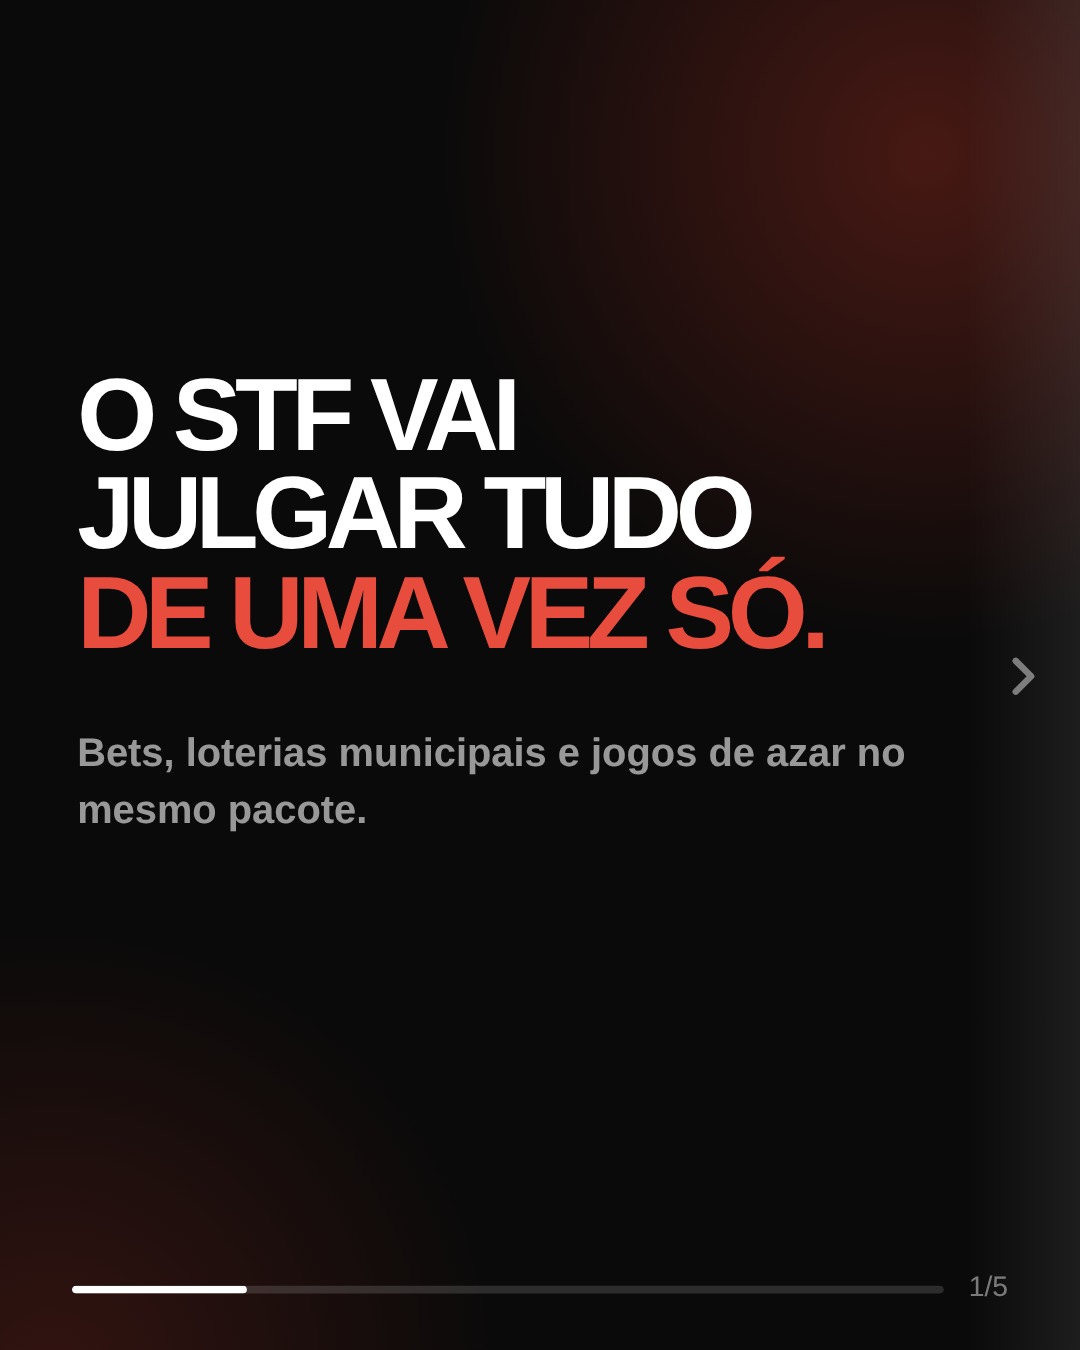 O STF VAI
JULGAR TUDO
DE UMA VEZ SÓ.
Bets, loterias municipais e jogos de azar no
mesmo pacote.
1/5